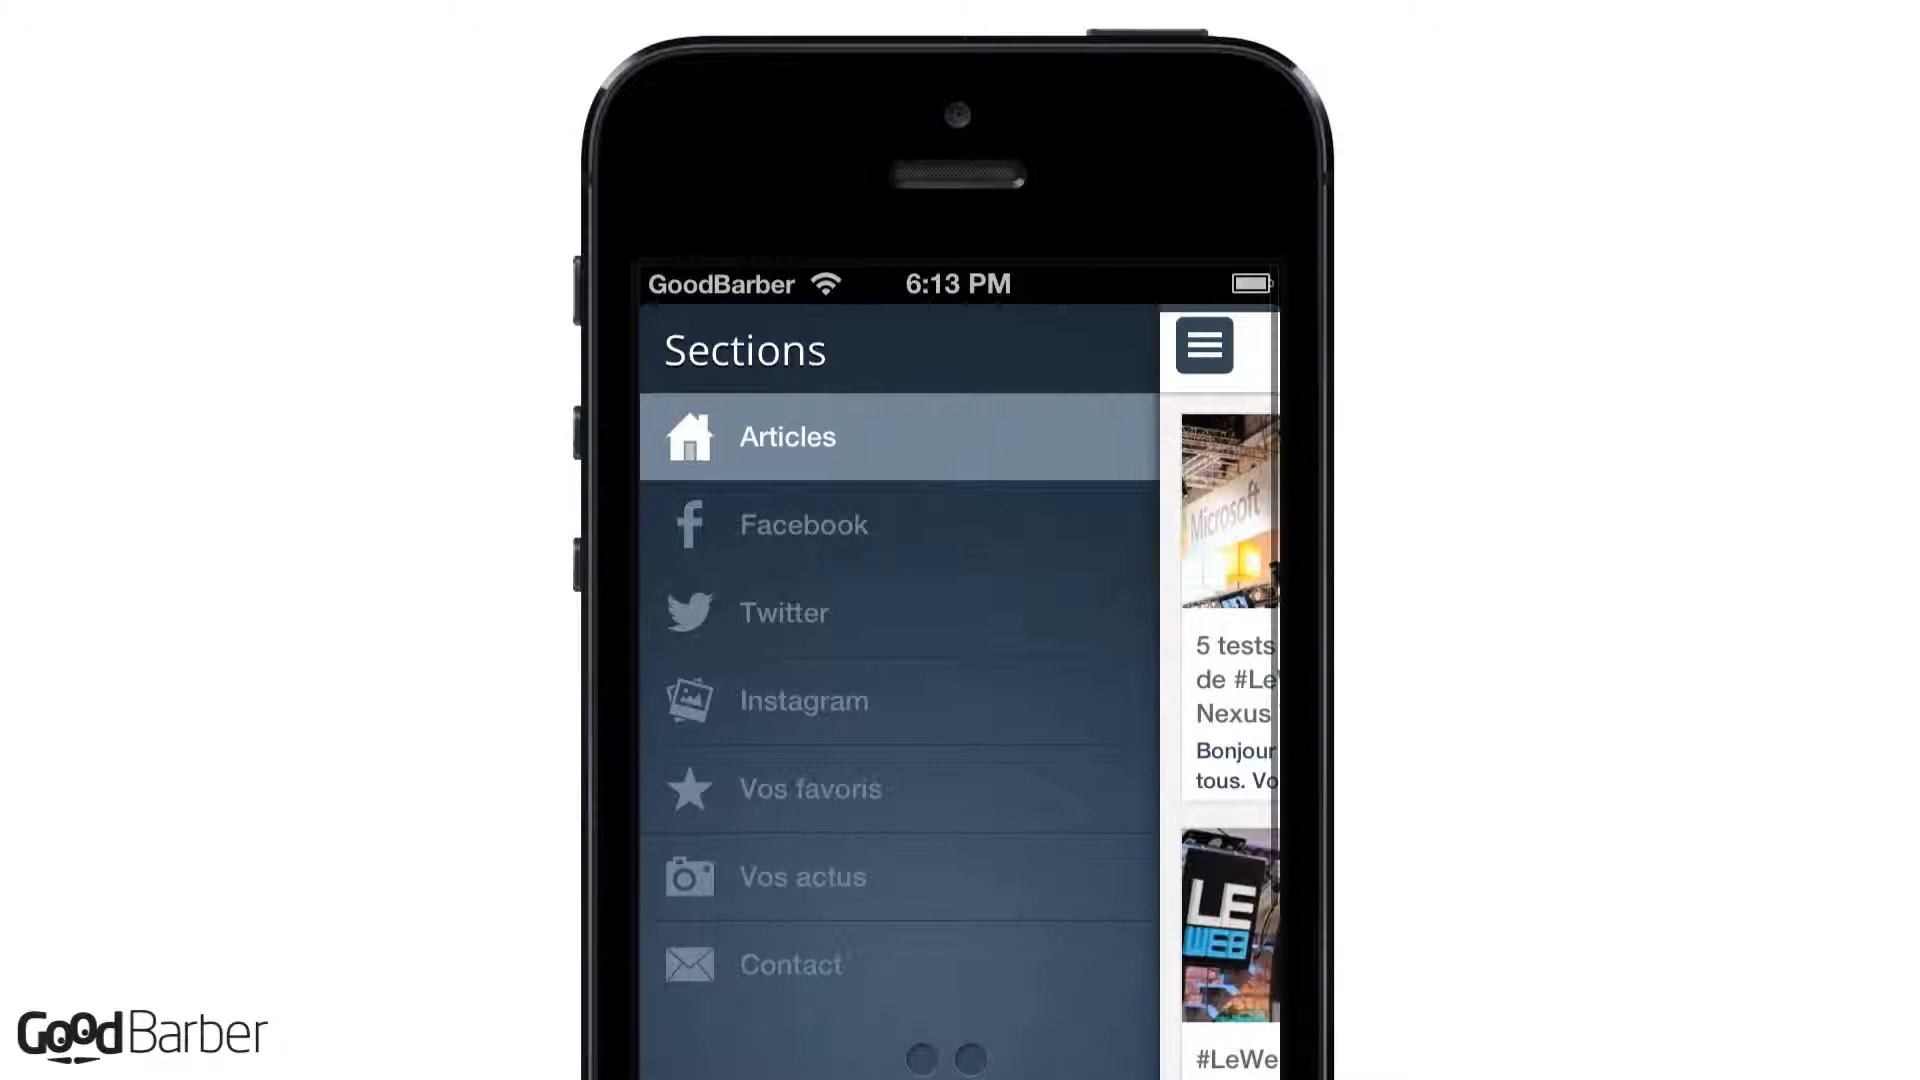 GoodBarber
6:13 PM
Sections
Articles
Facebook
Twitter
Instagram
Vos favoris
Vos actus
Contact
Microsoft
5 tests
de #Le
Nexus
Bonjour
tous. Vo
LE
WEB
#LeWe
GoodBarber